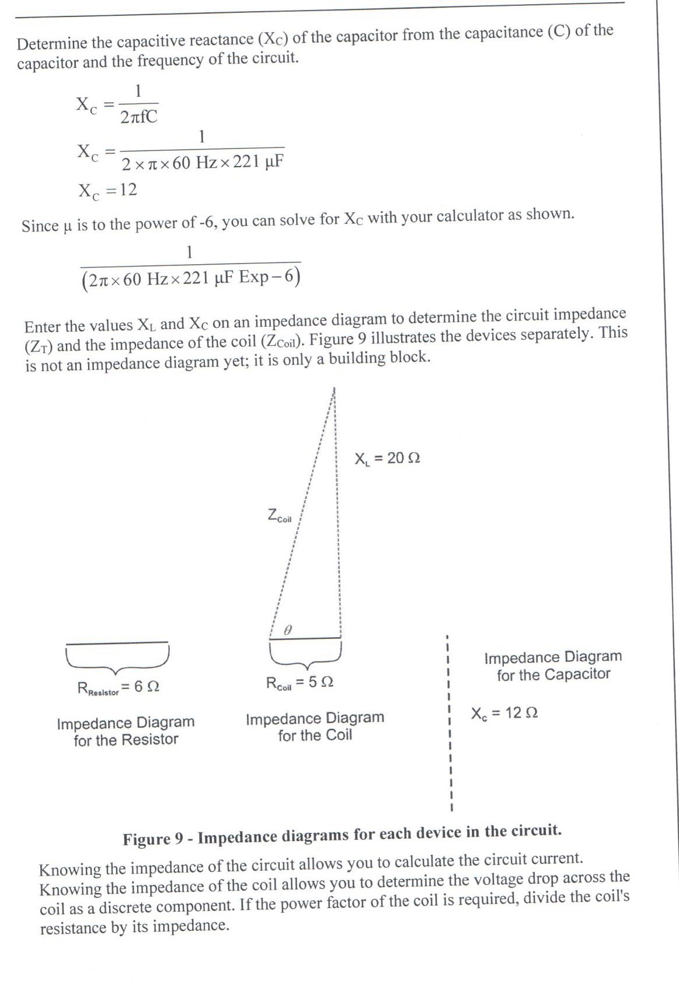 Determine the capacitive reactance (XC) of the capacitor from the capacitance (C) of the
capacitor and the frequency of the circuit.
XC = 1 / 2πfC
XC = 1 / 2 × π × 60 Hz × 221 µF
XC = 12
Since µ is to the power of -6, you can solve for XC with your calculator as shown.
1 / (2π × 60 Hz × 221 µF Exp − 6)
Enter the values XL and XC on an impedance diagram to determine the circuit impedance
(ZT) and the impedance of the coil (ZCoil). Figure 9 illustrates the devices separately. This
is not an impedance diagram yet; it is only a building block.
XL = 20 Ω
ZCoil
θ
RResistor = 6 Ω
Impedance Diagram
for the Resistor
RCoil = 5 Ω
Impedance Diagram
for the Coil
Impedance Diagram
for the Capacitor
Xc = 12 Ω
Figure 9 - Impedance diagrams for each device in the circuit.
Knowing the impedance of the circuit allows you to calculate the circuit current.
Knowing the impedance of the coil allows you to determine the voltage drop across the
coil as a discrete component. If the power factor of the coil is required, divide the coil's
resistance by its impedance.